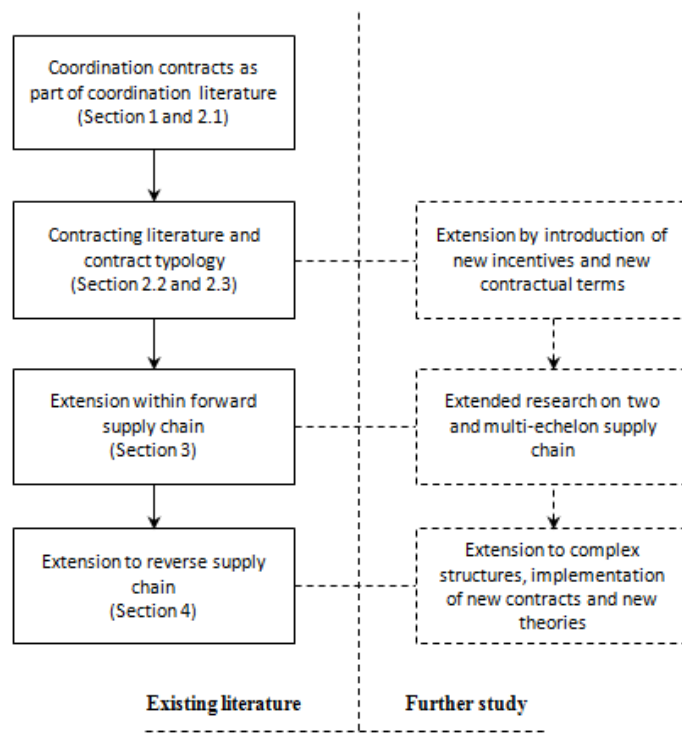 Coordination contracts as
part of coordination literature
(Section 1 and 2.1)
Contracting literature and
contract typology
(Section 2.2 and 2.3)
Extension by introduction of
new incentives and new
contractual terms
Extension within forward
supply chain
(Section 3)
Extended research on two
and multi-echelon supply
chain
Extension to reverse supply
chain
(Section 4)
Extension to complex
structures, implementation
of new contracts and new
theories
Existing literature
Further study